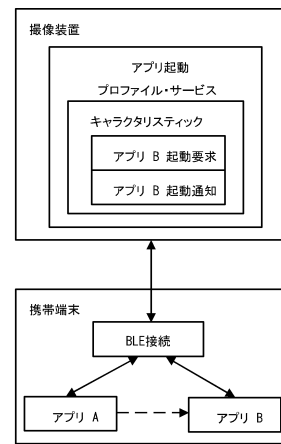 撮像装置
アプリ起動
プロファイル・サービス
キャラクタリスティック
アプリ B 起動要求
アプリ B 起動通知
携帯端末
BLE接続
アプリ A
アプリ B